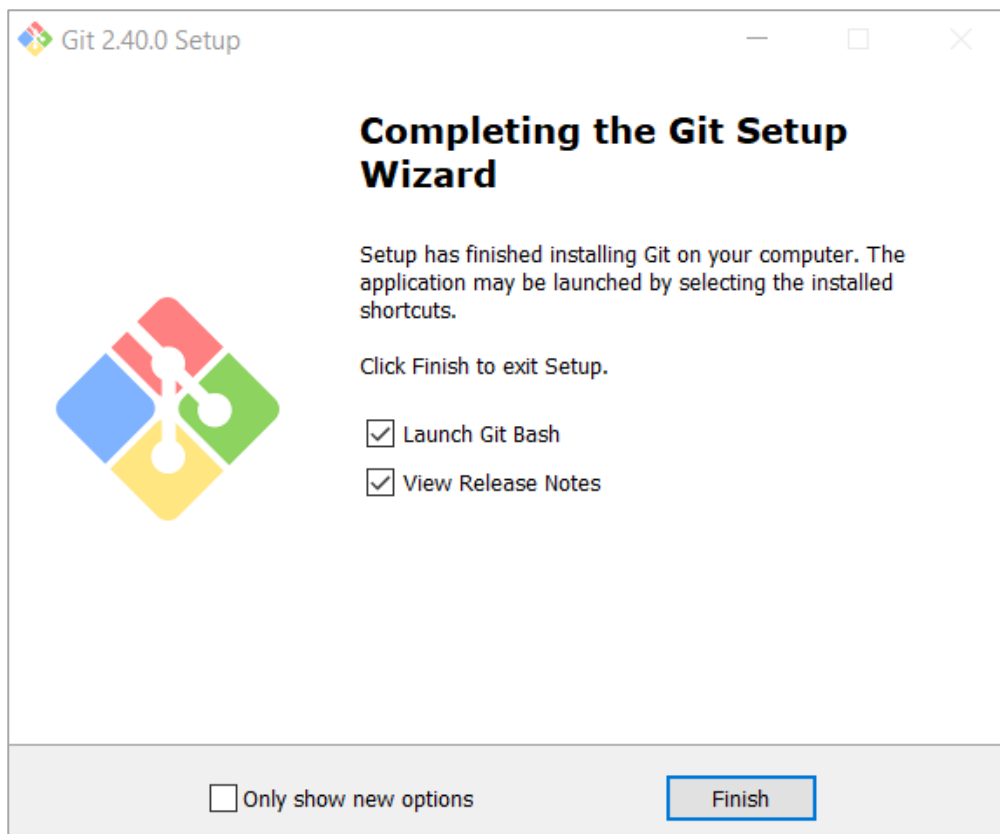 Git 2.40.0 Setup
Completing the Git Setup
Wizard
Setup has finished installing Git on your computer. The
application may be launched by selecting the installed
shortcuts.
Click Finish to exit Setup.
Launch Git Bash
View Release Notes
Only show new options
Finish